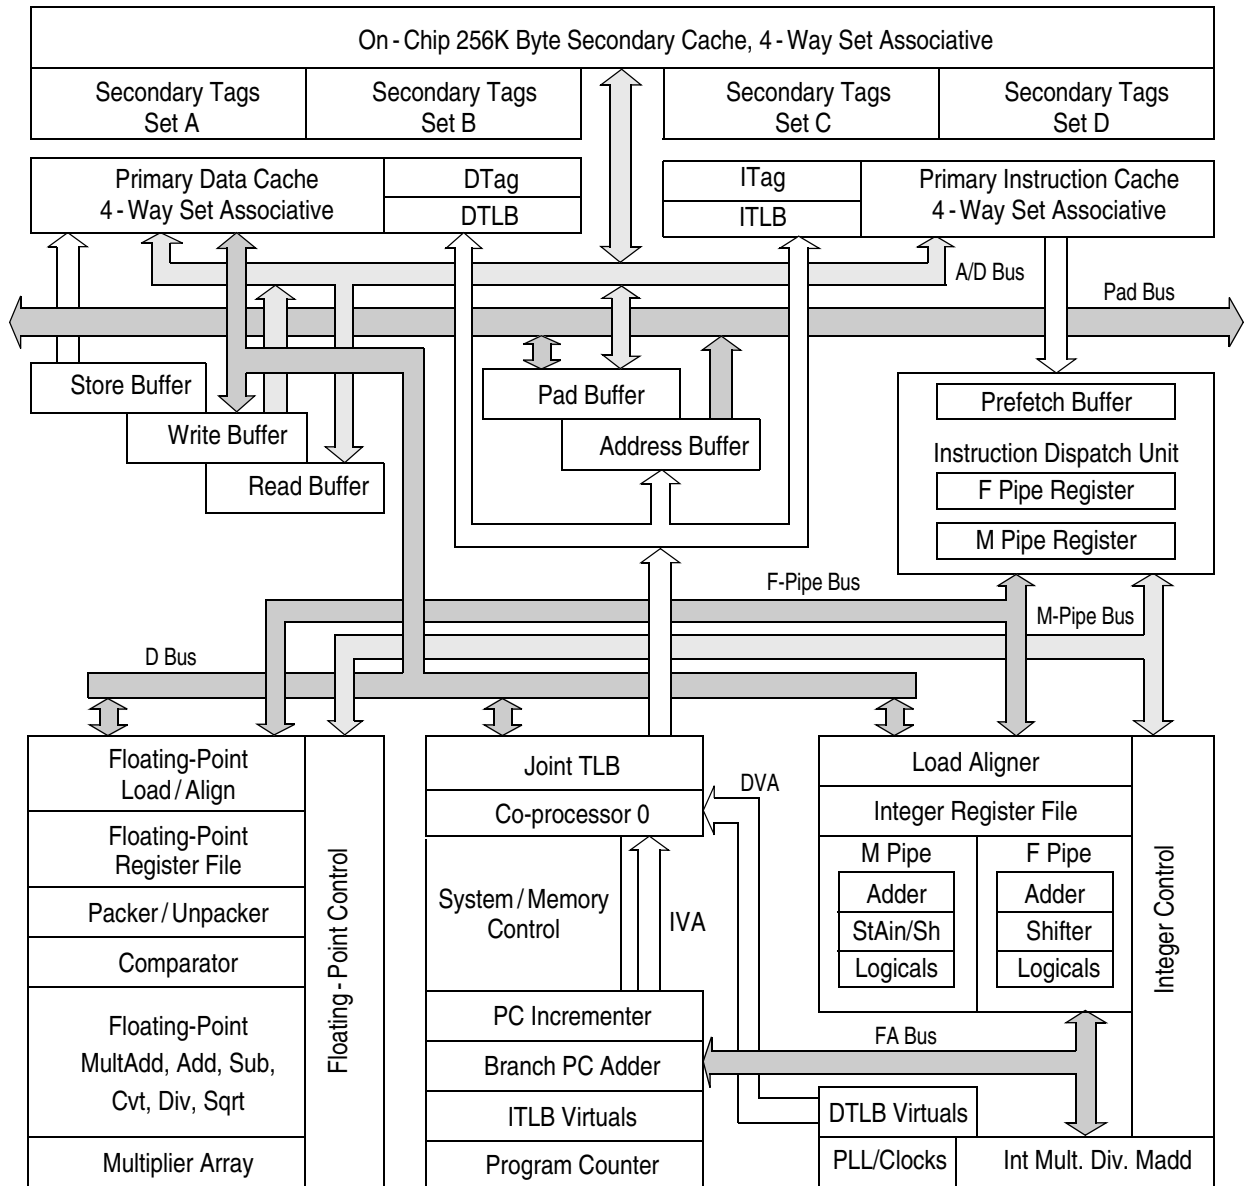 On-Chip 256K Byte Secondary Cache, 4-Way Set Associative
Secondary Tags
Set A
Secondary Tags
Set B
Secondary Tags
Set C
Secondary Tags
Set D
Primary Data Cache
4-Way Set Associative
DTag
DTLB
ITag
ITLB
Primary Instruction Cache
4-Way Set Associative
A/D Bus
Pad Bus
Store Buffer
Write Buffer
Read Buffer
Pad Buffer
Address Buffer
Prefetch Buffer
Instruction Dispatch Unit
F Pipe Register
M Pipe Register
F-Pipe Bus
M-Pipe Bus
D Bus
Floating-Point
Load/Align
Floating-Point
Register File
Packer/Unpacker
Comparator
Floating-Point
MultAdd, Add, Sub,
Cvt, Div, Sqrt
Multiplier Array
Floating-Point Control
Joint TLB
Co-processor 0
System/Memory
Control
IVA
DVA
PC Incrementer
Branch PC Adder
ITLB Virtuals
Program Counter
Load Aligner
Integer Register File
M Pipe
Adder
StAin/Sh
Logicals
F Pipe
Adder
Shifter
Logicals
Integer Control
FA Bus
DTLB Virtuals
PLL/Clocks
Int Mult. Div. Madd